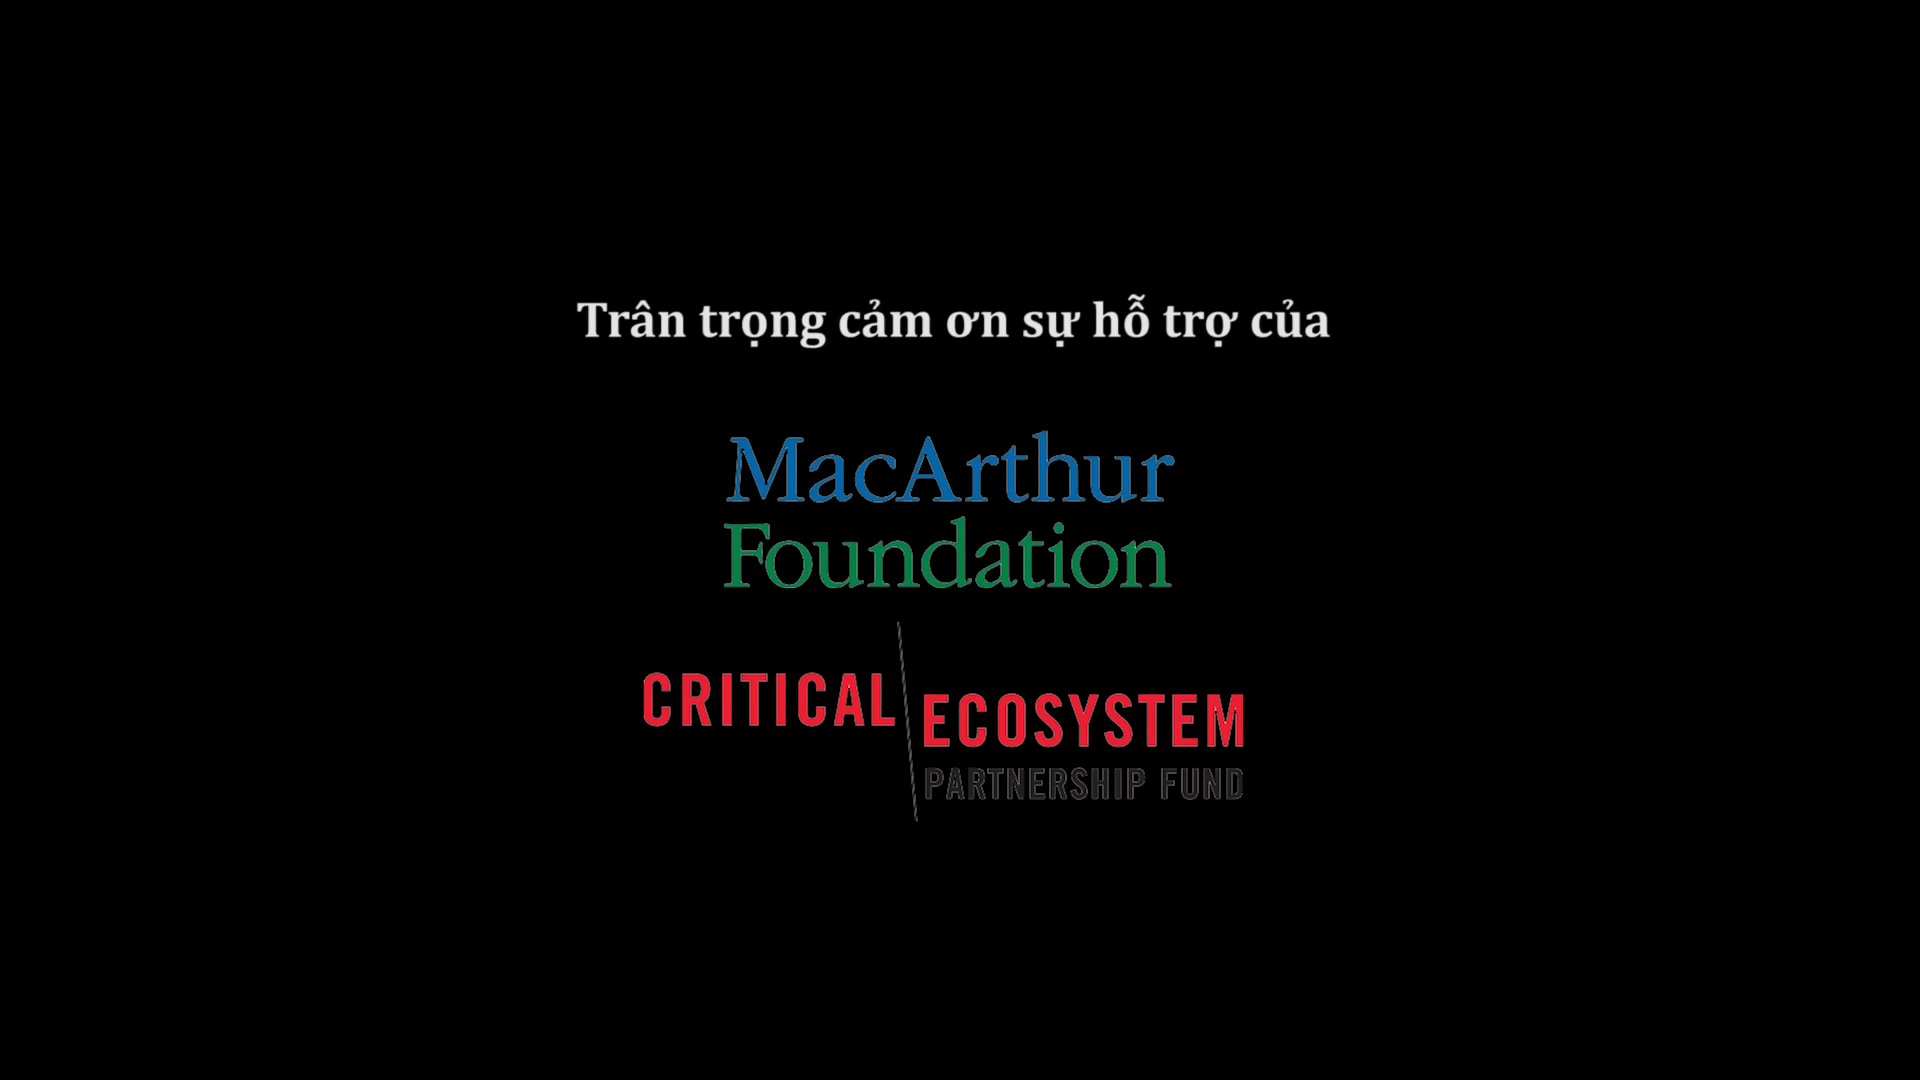 Trân trọng cảm ơn sự hỗ trợ của
MacArthur
Foundation
CRITICAL ECOSYSTEM
PARTNERSHIP FUND